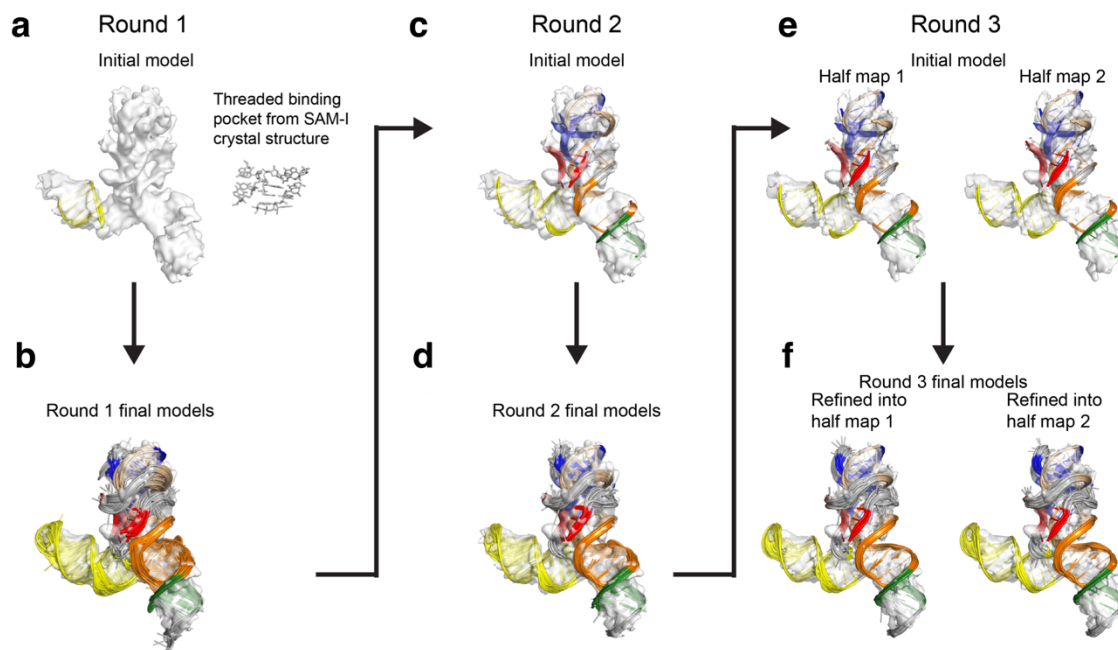 a
Round 1
Initial model
Threaded binding
pocket from SAM-I
crystal structure
b
Round 1 final models
c
Round 2
Initial model
d
Round 2 final models
e
Round 3
Initial model
Half map 1
Half map 2
f
Round 3 final models
Refined into
half map 1
Refined into
half map 2